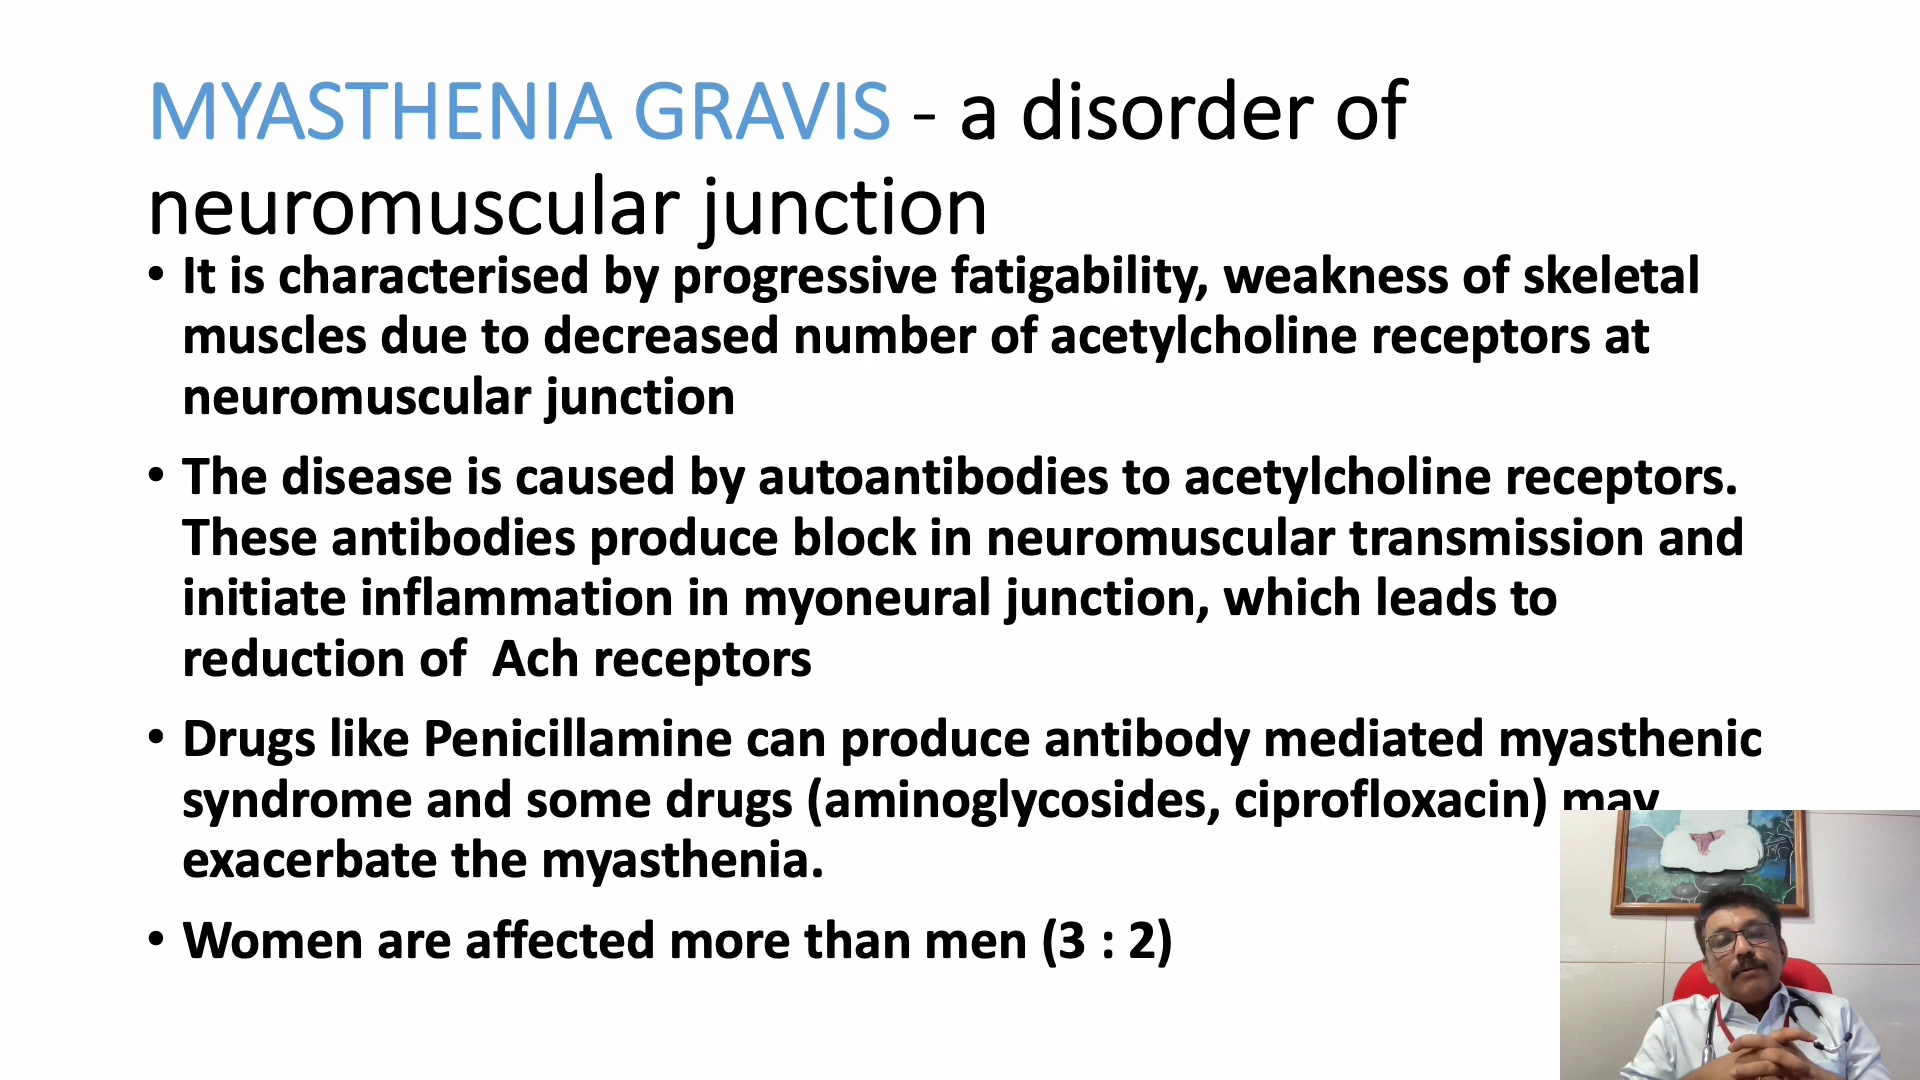 MYASTHENIA GRAVIS - a disorder of
neuromuscular junction
• It is characterised by progressive fatigability, weakness of skeletal
muscles due to decreased number of acetylcholine receptors at
neuromuscular junction
• The disease is caused by autoantibodies to acetylcholine receptors.
These antibodies produce block in neuromuscular transmission and
initiate inflammation in myoneural junction, which leads to
reduction of  Ach receptors
• Drugs like Penicillamine can produce antibody mediated myasthenic
syndrome and some drugs (aminoglycosides, ciprofloxacin) may
exacerbate the myasthenia.
• Women are affected more than men (3 : 2)